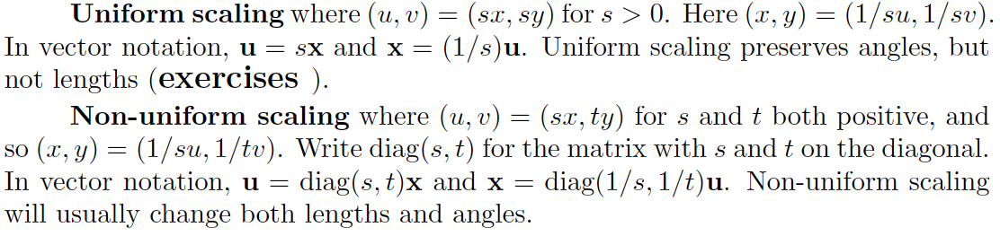 Uniform scaling where (u, v) = (sx, sy) for s > 0. Here (x, y) = (1/su, 1/sv).
In vector notation, u = sx and x = (1/s)u. Uniform scaling preserves angles, but
not lengths (exercises ).
Non-uniform scaling where (u, v) = (sx, ty) for s and t both positive, and
so (x, y) = (1/su, 1/tv). Write diag(s, t) for the matrix with s and t on the diagonal.
In vector notation, u = diag(s, t)x and x = diag(1/s, 1/t)u. Non-uniform scaling
will usually change both lengths and angles.